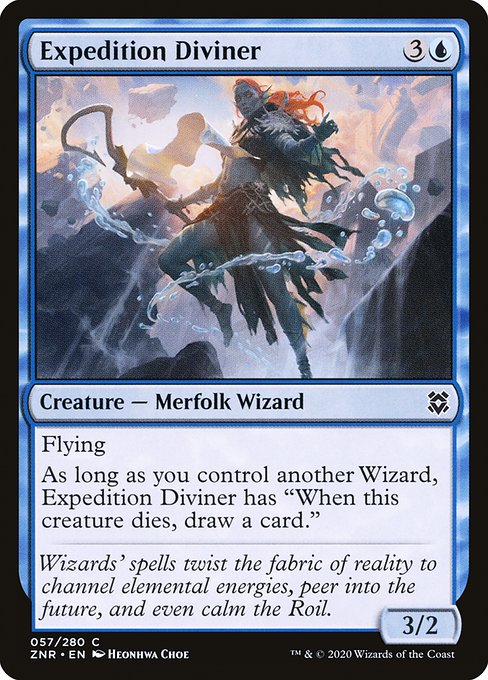 Expedition Diviner 3
Creature — Merfolk Wizard
Flying
As long as you control another Wizard,
Expedition Diviner has “When this
creature dies, draw a card.”
Wizards’ spells twist the fabric of reality to
channel elemental energies, peer into the
future, and even calm the Roil.
3/2
057/280 C
ZNR • EN Heonhwa Choe ™ & © 2020 Wizards of the Coast